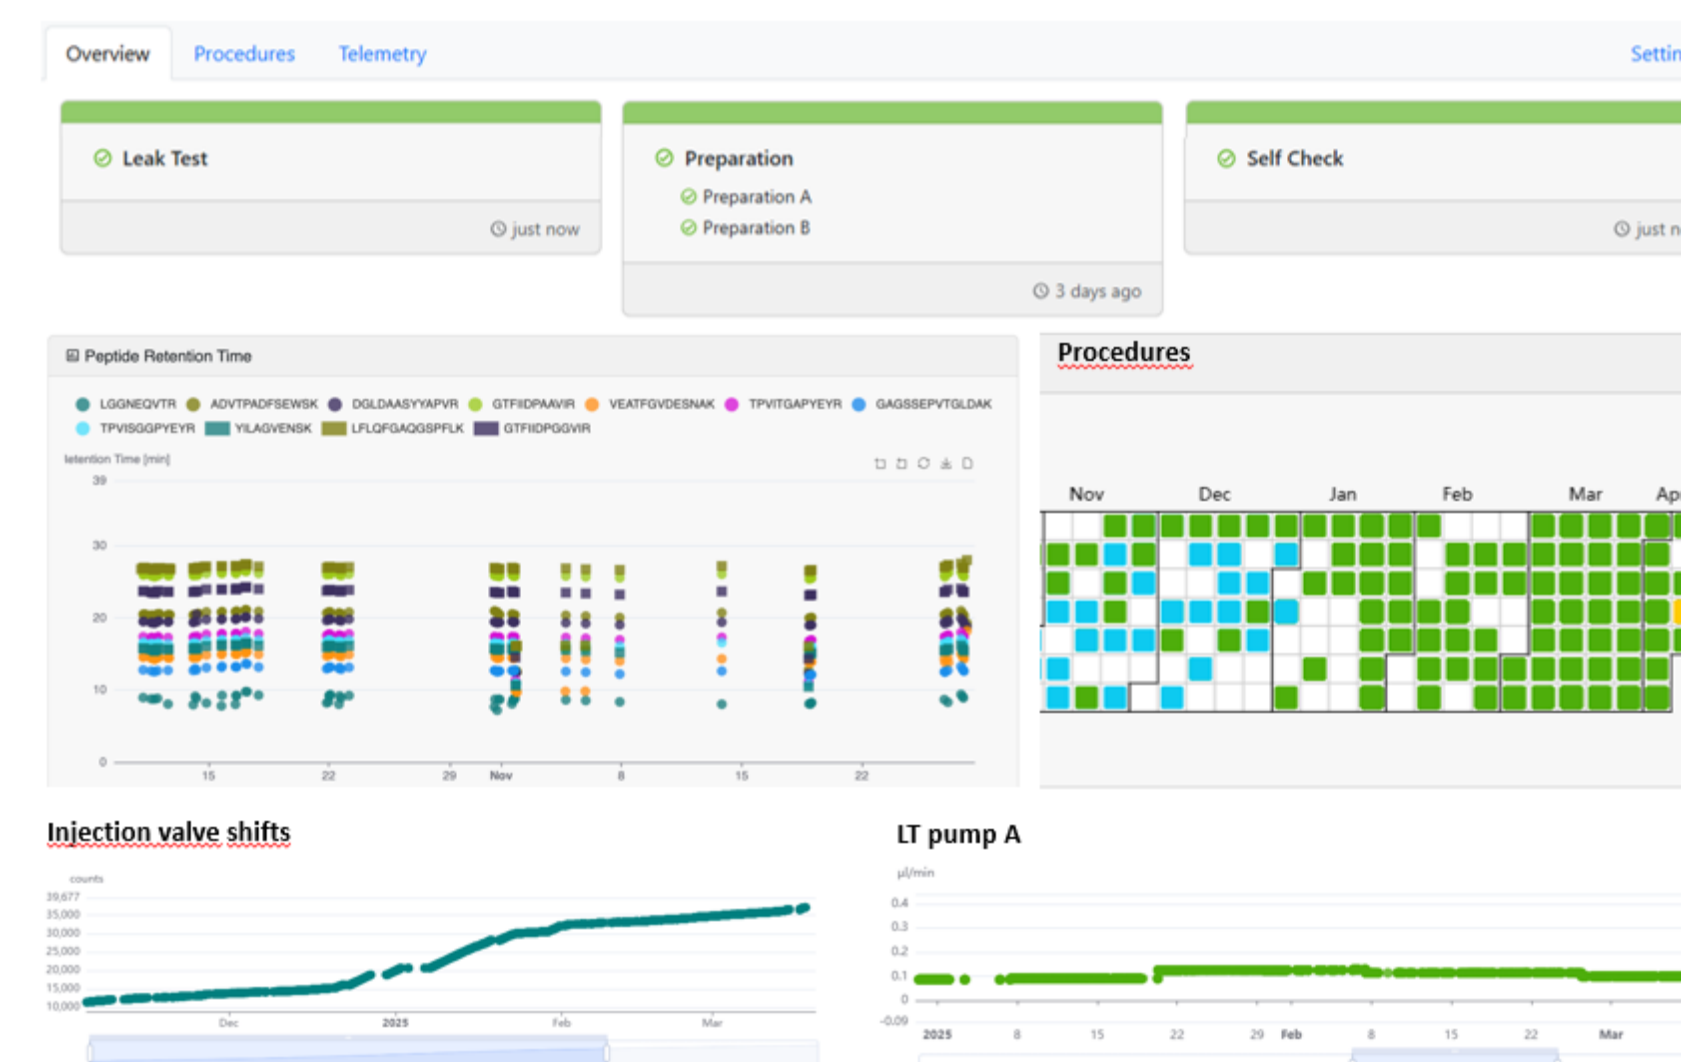 Overview Procedures Telemetry Settin
Leak Test
just now
Preparation
Preparation A
Preparation B
3 days ago
Self Check
just n
Peptide Retention Time
LGGNEQVTR ADVTPADFSEWSK DGLDAASYYAPVR GTFIIDPAAVIR VEATFGVDESNAK TPVITGAPYEYR GAGSSEPVTGLDAK
TPVISGGPYEYR YILAGVENSK LFLQFGAQGSPFLK GTFIIDPGGVIR
letention Time [min]
39
30
20
10
0
15 22 29 Nov 8 15 22
Procedures
Nov Dec Jan Feb Mar Ap
Injection valve shifts
counts
39,677
35,000
30,000
25,000
20,000
15,000
10,000
Dec 2025 Feb Mar
LT pump A
µl/min
0.4
0.3
0.2
0.1
0
-0.09
2025 8 15 22 29 Feb 8 15 22 Mar